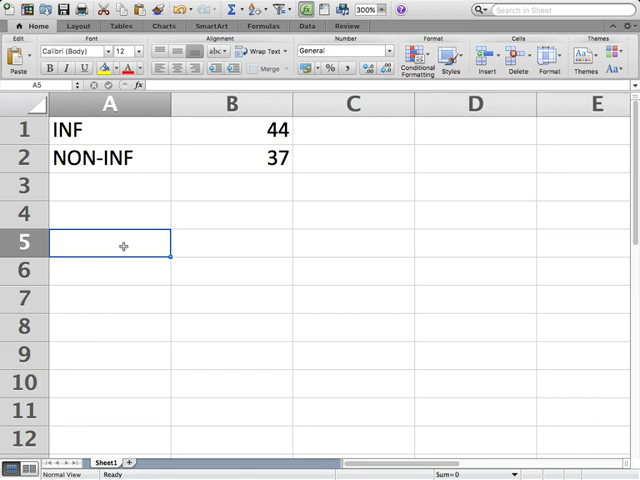 300%
Search in Sheet
Home Layout Tables Charts SmartArt Formulas Data Review
Edit Font Alignment Number Format Cells Themes
Calibri (Body) 12 abc Wrap Text General
Paste B I U A Merge % , Conditional Formatting Styles Insert Delete Format Themes Aa
A5 fx
A B C D E
1 INF 44
2 NON-INF 37
3
4
5
6
7
8
9
10
11
12
Sheet1
Normal View Ready Sum=0